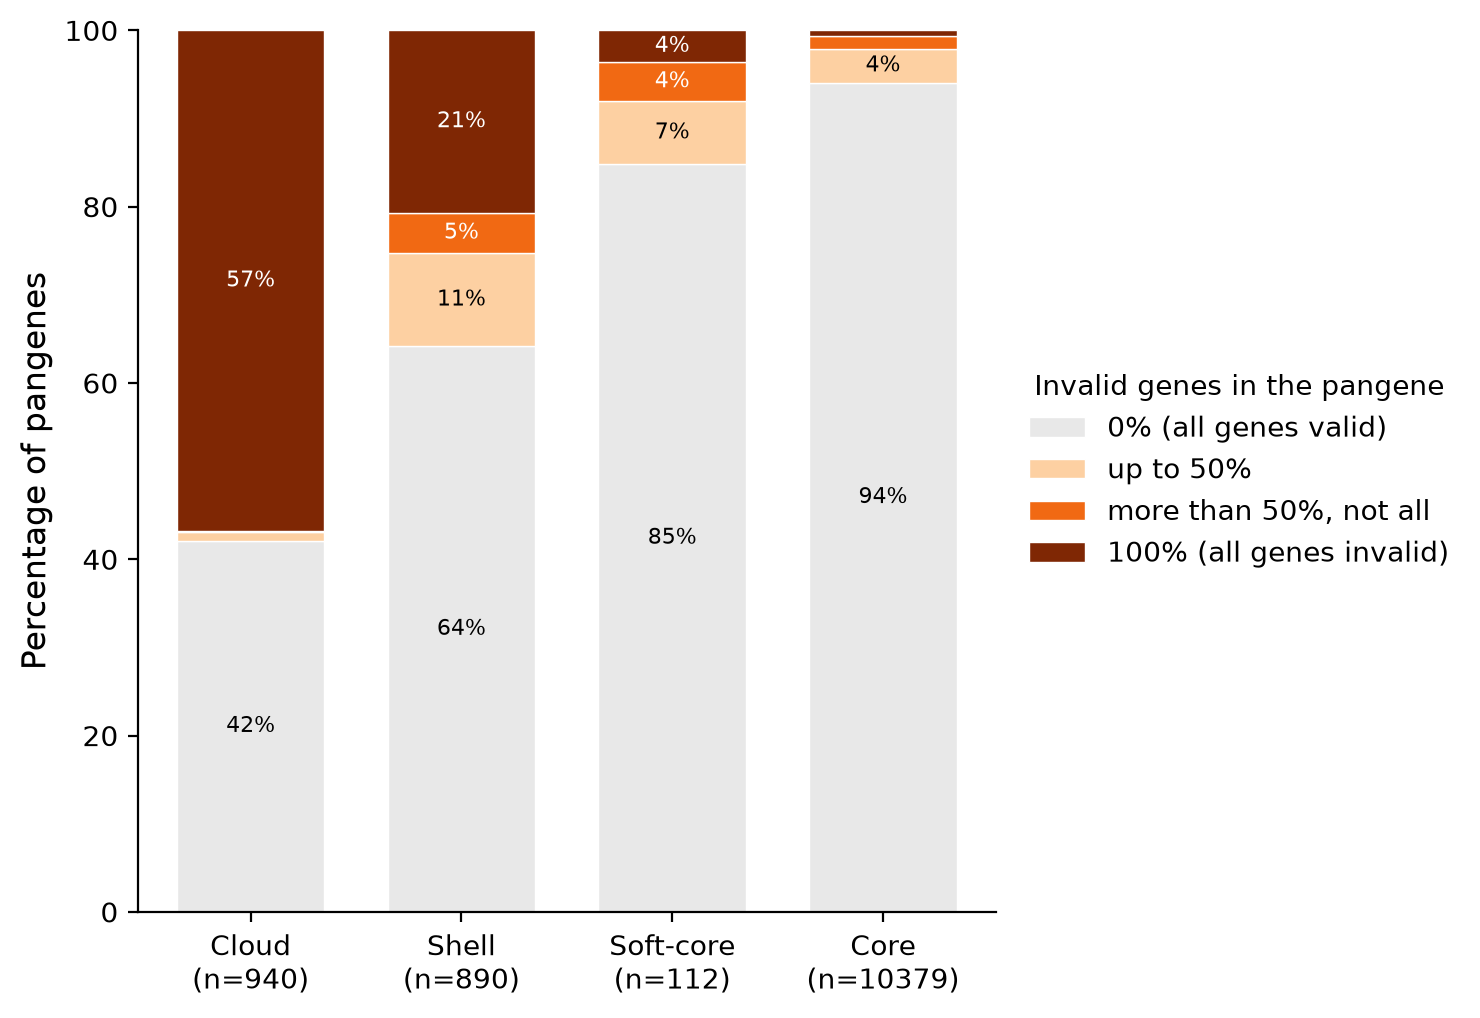 Percentage of pangenes
100
80
60
40
20
0
57%
42%
21%
5%
11%
64%
4%
4%
7%
85%
4%
94%
Cloud
(n=940)
Shell
(n=890)
Soft-core
(n=112)
Core
(n=10379)
Invalid genes in the pangene
0% (all genes valid)
up to 50%
more than 50%, not all
100% (all genes invalid)